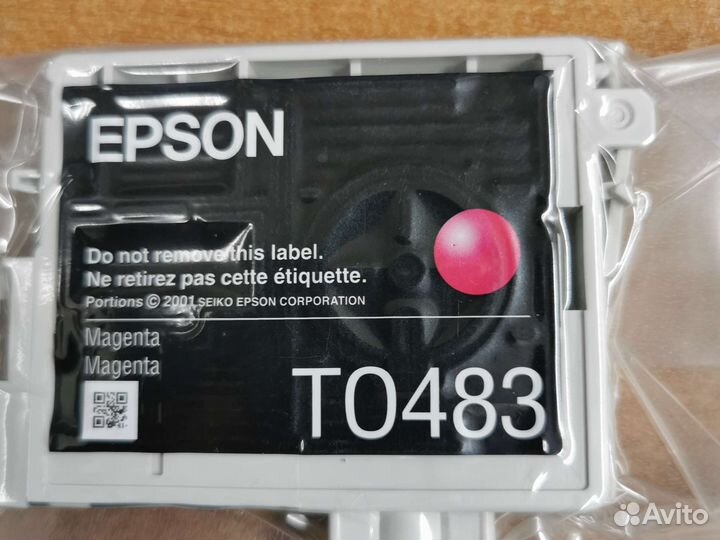 EPSON
Do not remove this label.
Ne retirez pas cette étiquette.
Portions © 2001 SEIKO EPSON CORPORATION
Magenta
Magenta
T0483
Avito